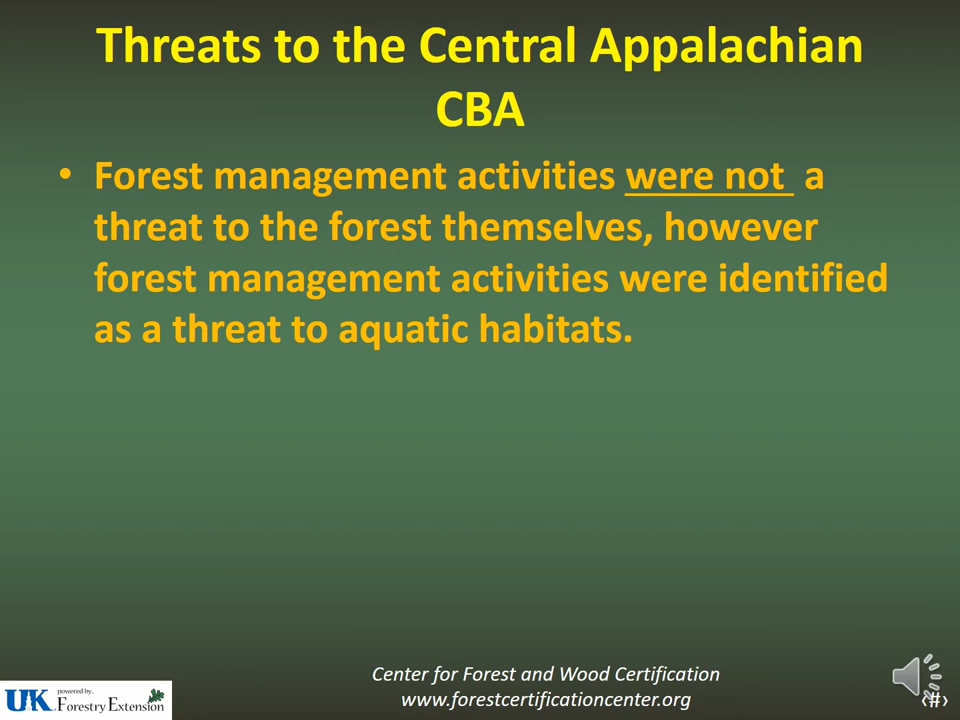 Threats to the Central Appalachian
CBA
• Forest management activities were not a
threat to the forest themselves, however
forest management activities were identified
as a threat to aquatic habitats.
Center for Forest and Wood Certification
www.forestcertificationcenter.org
UK powered by... Forestry Extension
‹#›